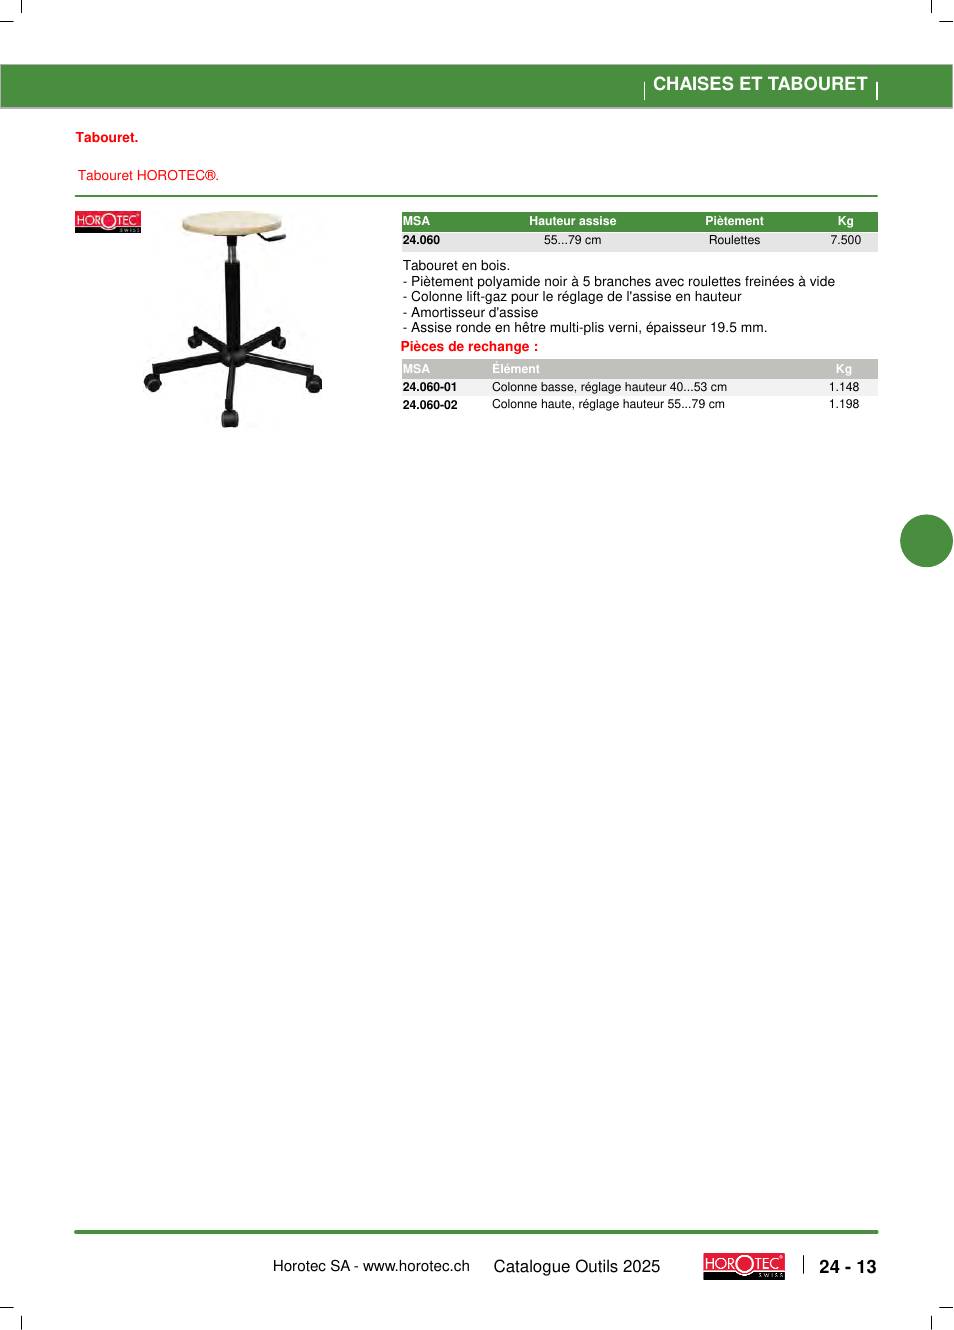 CHAISES ET TABOURET
Tabouret.
Tabouret HOROTEC®.
HOROTEC®
SWISS
MSA Hauteur assise Piètement Kg
24.060 55...79 cm Roulettes 7.500
Tabouret en bois.
- Piètement polyamide noir à 5 branches avec roulettes freinées à vide
- Colonne lift-gaz pour le réglage de l'assise en hauteur
- Amortisseur d'assise
- Assise ronde en hêtre multi-plis verni, épaisseur 19.5 mm.
Pièces de rechange :
MSA Élément Kg
24.060-01 Colonne basse, réglage hauteur 40...53 cm 1.148
24.060-02 Colonne haute, réglage hauteur 55...79 cm 1.198
Horotec SA - www.horotec.ch Catalogue Outils 2025 HOROTEC® SWISS 24 - 13